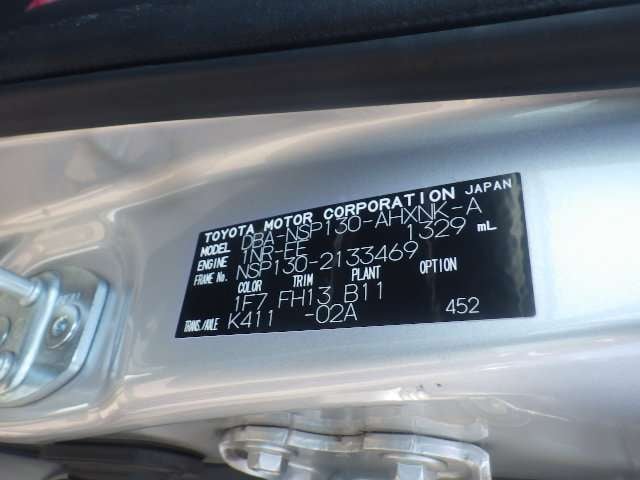 TOYOTA MOTOR CORPORATION JAPAN
MODEL DBA-NSP130-AHXNK-A
ENGINE 1NR-FE 1329 mL
FRAME No. NSP130-2133469
COLOR TRIM PLANT OPTION
1F7 FH13 B11
TRANS./AXLE K411 -02A 452